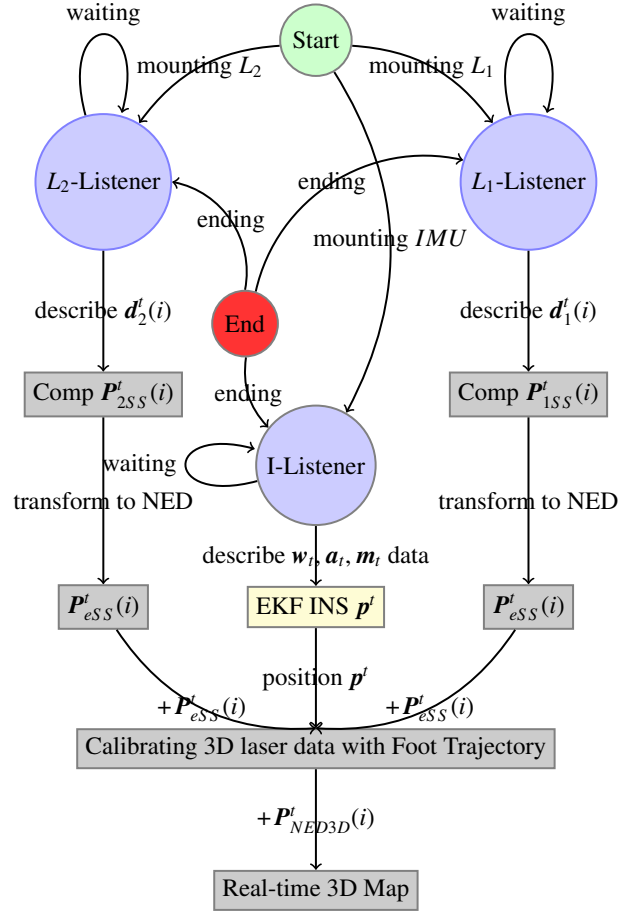 waiting
Start
waiting
mounting L₂
mounting L₁
L₂-Listener
ending
L₁-Listener
ending
mounting IMU
describe d₂ᵗ(i)
End
describe d₁ᵗ(i)
Comp P₂SSᵗ(i)
ending
Comp P₁SSᵗ(i)
waiting
I-Listener
transform to NED
transform to NED
describe wₜ, aₜ, mₜ data
PₑSSᵗ(i)
EKF INS pᵗ
PₑSSᵗ(i)
position pᵗ
+PₑSSᵗ(i)
+PₑSSᵗ(i)
Calibrating 3D laser data with Foot Trajectory
+P_NED3Dᵗ(i)
Real-time 3D Map